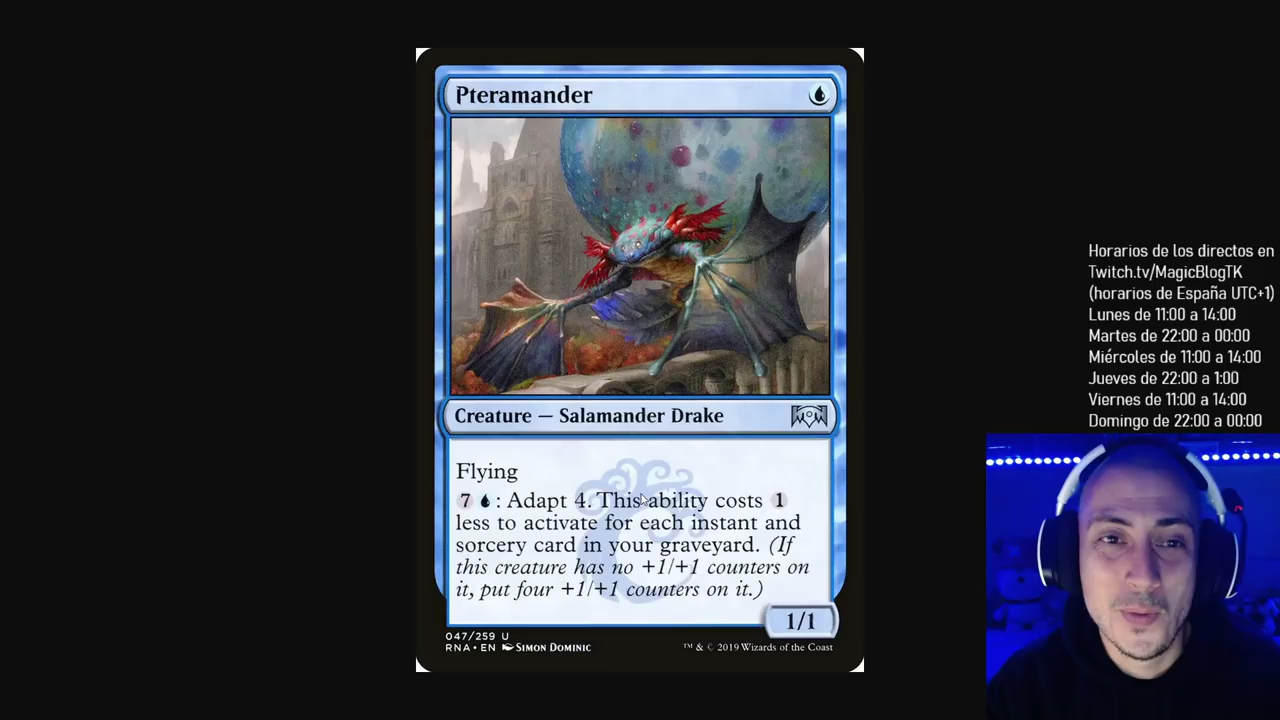 Pteramander
Creature — Salamander Drake
Flying
7 : Adapt 4. This ability costs 1
less to activate for each instant and
sorcery card in your graveyard. (If
this creature has no +1/+1 counters on
it, put four +1/+1 counters on it.)
1/1
047/259 U
RNA • EN Simon Dominic
™ & © 2019 Wizards of the Coast
Horarios de los directos en
Twitch.tv/MagicBlogTK
(horarios de España UTC+1)
Lunes de 11:00 a 14:00
Martes de 22:00 a 00:00
Miércoles de 11:00 a 14:00
Jueves de 22:00 a 1:00
Viernes de 11:00 a 14:00
Domingo de 22:00 a 00:00